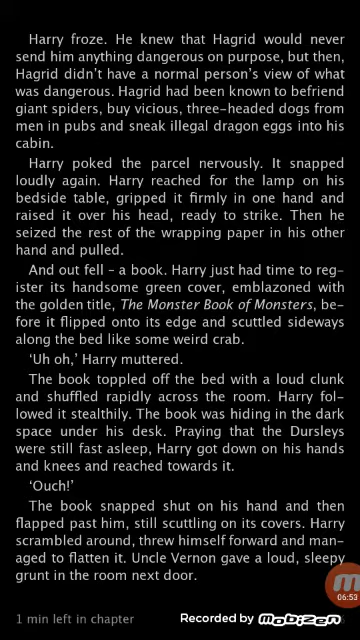 Harry froze. He knew that Hagrid would never
send him anything dangerous on purpose, but then,
Hagrid didn't have a normal person's view of what
was dangerous. Hagrid had been known to befriend
giant spiders, buy vicious, three-headed dogs from
men in pubs and sneak illegal dragon eggs into his
cabin.
Harry poked the parcel nervously. It snapped
loudly again. Harry reached for the lamp on his
bedside table, gripped it firmly in one hand and
raised it over his head, ready to strike. Then he
seized the rest of the wrapping paper in his other
hand and pulled.
And out fell – a book. Harry just had time to reg-
ister its handsome green cover, emblazoned with
the golden title, The Monster Book of Monsters, be-
fore it flipped onto its edge and scuttled sideways
along the bed like some weird crab.
‘Uh oh,’ Harry muttered.
The book toppled off the bed with a loud clunk
and shuffled rapidly across the room. Harry fol-
lowed it stealthily. The book was hiding in the dark
space under his desk. Praying that the Dursleys
were still fast asleep, Harry got down on his hands
and knees and reached towards it.
‘Ouch!’
The book snapped shut on his hand and then
flapped past him, still scuttling on its covers. Harry
scrambled around, threw himself forward and man-
aged to flatten it. Uncle Vernon gave a loud, sleepy
grunt in the room next door.
06:53
1 min left in chapter
Recorded by Mobizen